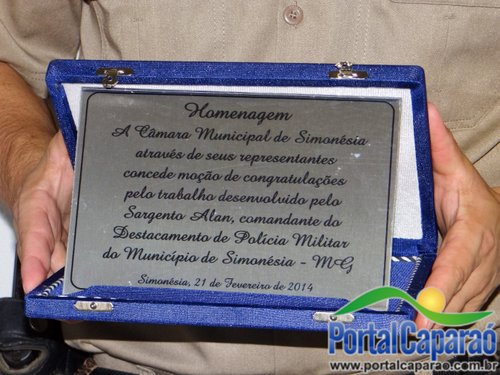 Homenagem
A Câmara Municipal de Simonésia
através de seus representantes
concede moção de congratulações
pelo trabalho desenvolvido pelo
Sargento Alan, comandante do
Destacamento de Polícia Militar
do Município de Simonésia - MG
Simonésia, 21 de Fevereiro de 2014
PORTALCAPARAÓ
www.portalcaparao.com.br